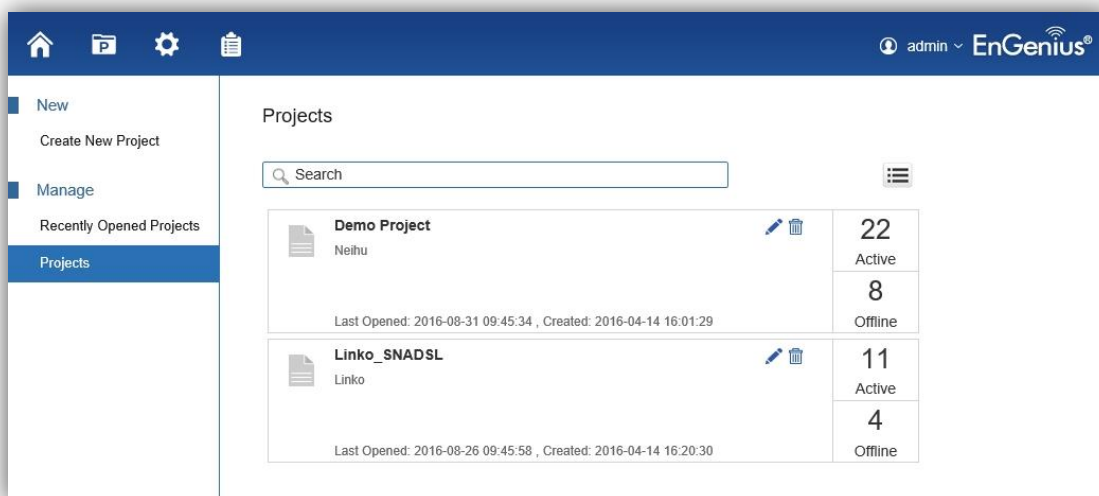 P
admin
EnGenius®
New
Create New Project
Manage
Recently Opened Projects
Projects
Projects
Search
Demo Project
Neihu
Last Opened: 2016-08-31 09:45:34 , Created: 2016-04-14 16:01:29
22
Active
8
Offline
Linko_SNADSL
Linko
Last Opened: 2016-08-26 09:45:58 , Created: 2016-04-14 16:20:30
11
Active
4
Offline